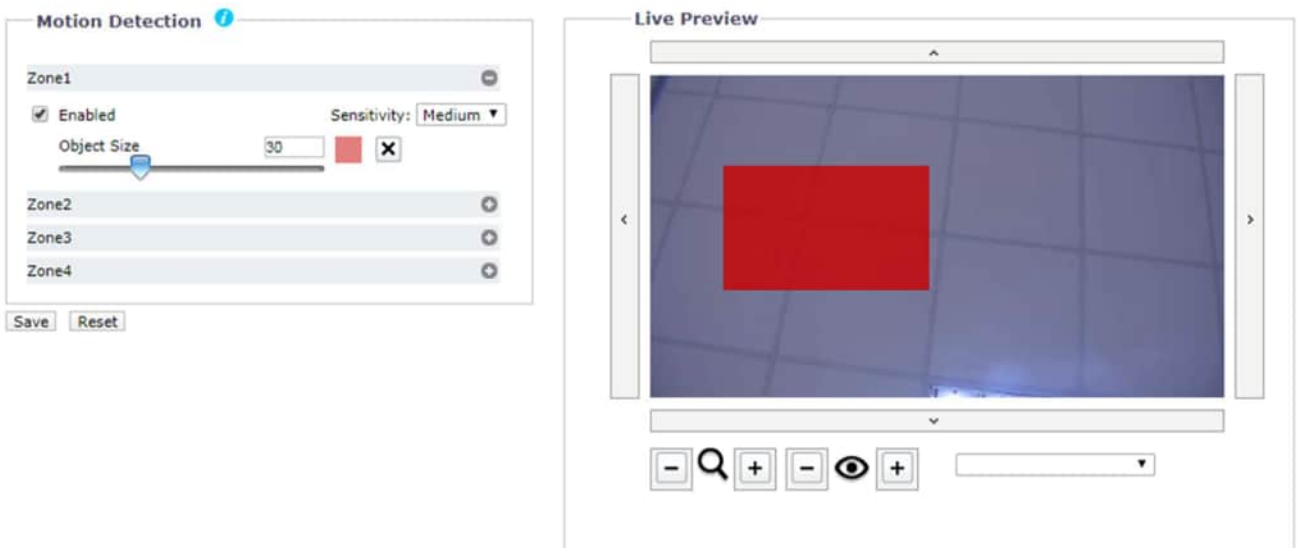 Motion Detection
Zone1
Enabled
Sensitivity: Medium
Object Size 30
Zone2
Zone3
Zone4
Save Reset
Live Preview